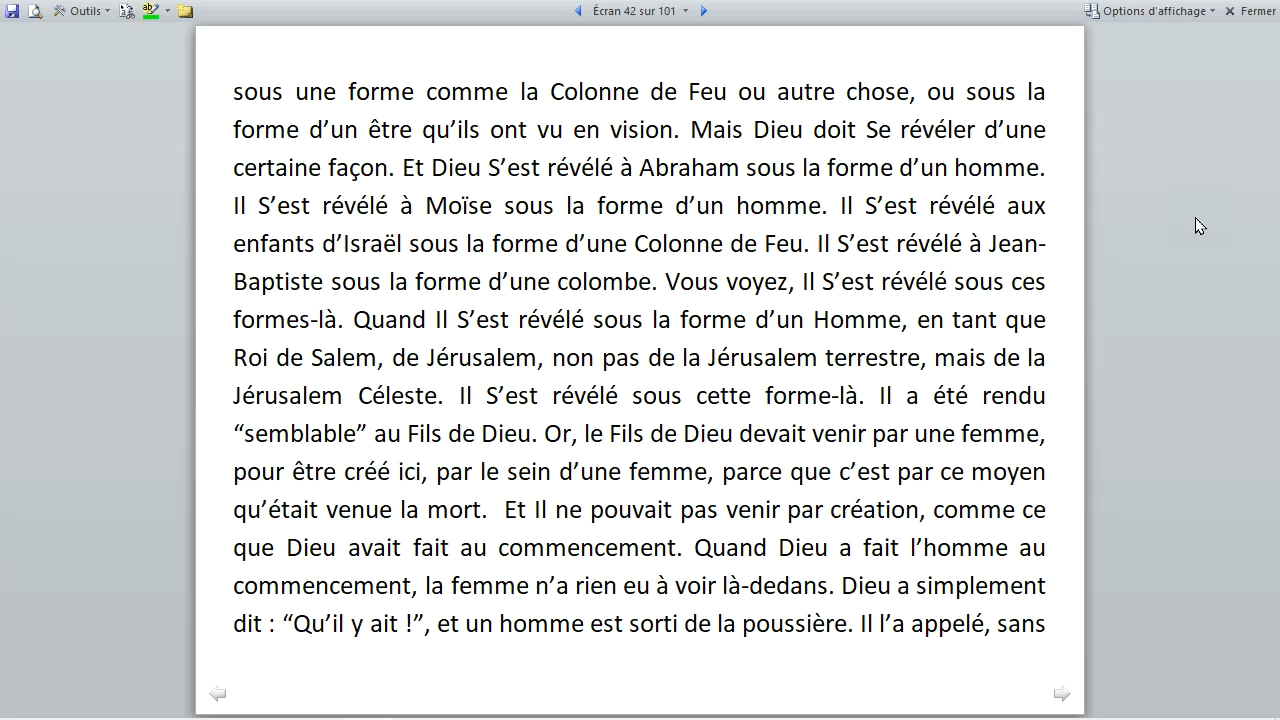 Outils
Écran 42 sur 101
Options d'affichage
Fermer
sous une forme comme la Colonne de Feu ou autre chose, ou sous la
forme d’un être qu’ils ont vu en vision. Mais Dieu doit Se révéler d’une
certaine façon. Et Dieu S’est révélé à Abraham sous la forme d’un homme.
Il S’est révélé à Moïse sous la forme d’un homme. Il S’est révélé aux
enfants d’Israël sous la forme d’une Colonne de Feu. Il S’est révélé à Jean-
Baptiste sous la forme d’une colombe. Vous voyez, Il S’est révélé sous ces
formes-là. Quand Il S’est révélé sous la forme d’un Homme, en tant que
Roi de Salem, de Jérusalem, non pas de la Jérusalem terrestre, mais de la
Jérusalem Céleste. Il S’est révélé sous cette forme-là. Il a été rendu
“semblable” au Fils de Dieu. Or, le Fils de Dieu devait venir par une femme,
pour être créé ici, par le sein d’une femme, parce que c’est par ce moyen
qu’était venue la mort.  Et Il ne pouvait pas venir par création, comme ce
que Dieu avait fait au commencement. Quand Dieu a fait l’homme au
commencement, la femme n’a rien eu à voir là-dedans. Dieu a simplement
dit : “Qu’il y ait !”, et un homme est sorti de la poussière. Il l’a appelé, sans